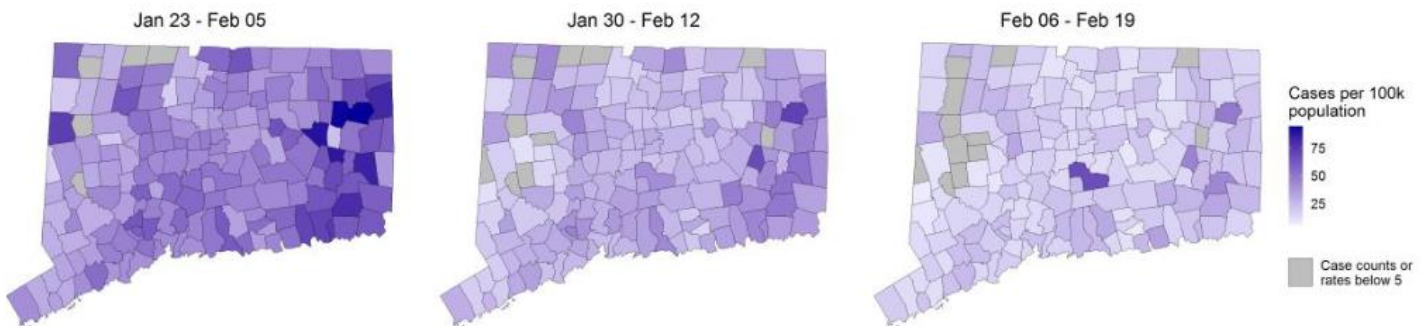 Jan 23 - Feb 05
Jan 30 - Feb 12
Feb 06 - Feb 19
Cases per 100k
population
75
50
25
Case counts or
rates below 5